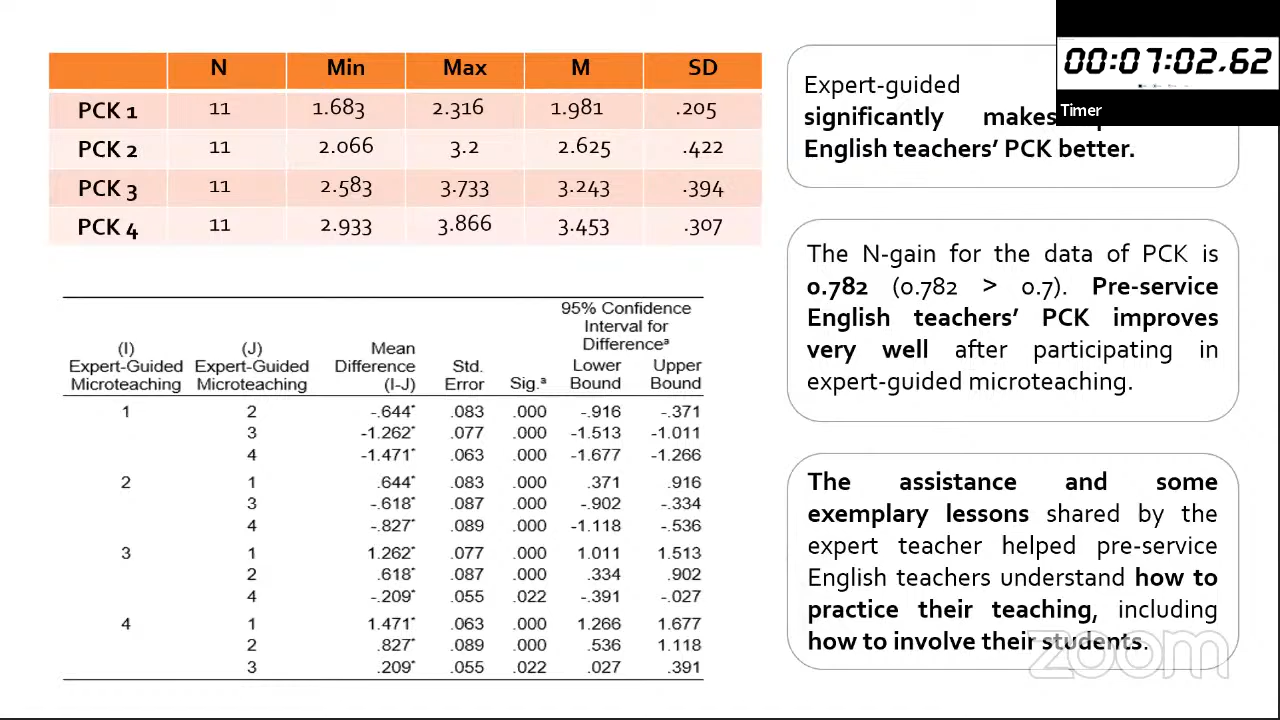 N Min Max M SD
PCK 1 11 1.683 2.316 1.981 .205
PCK 2 11 2.066 3.2 2.625 .422
PCK 3 11 2.583 3.733 3.243 .394
PCK 4 11 2.933 3.866 3.453 .307
95% Confidence
Interval for
Differenceᵃ
(I)
Expert-Guided
Microteaching
(J)
Expert-Guided
Microteaching
Mean
Difference
(I-J)
Std.
Error
Sig.ᵃ
Lower
Bound
Upper
Bound
1 2 -.644* .083 .000 -.916 -.371
3 -1.262* .077 .000 -1.513 -1.011
4 -1.471* .063 .000 -1.677 -1.266
2 1 .644* .083 .000 .371 .916
3 -.618* .087 .000 -.902 -.334
4 -.827* .089 .000 -1.118 -.536
3 1 1.262* .077 .000 1.011 1.513
2 .618* .087 .000 .334 .902
4 -.209* .055 .022 -.391 -.027
4 1 1.471* .063 .000 1.266 1.677
2 .827* .089 .000 .536 1.118
3 .209* .055 .022 .027 .391
00:07:02.62
Timer
Expert-guided
significantly makes
English teachers' PCK better.
The N-gain for the data of PCK is
0.782 (0.782 > 0.7). Pre-service
English teachers' PCK improves
very well after participating in
expert-guided microteaching.
The assistance and some
exemplary lessons shared by the
expert teacher helped pre-service
English teachers understand how to
practice their teaching, including
how to involve their students.
zoom